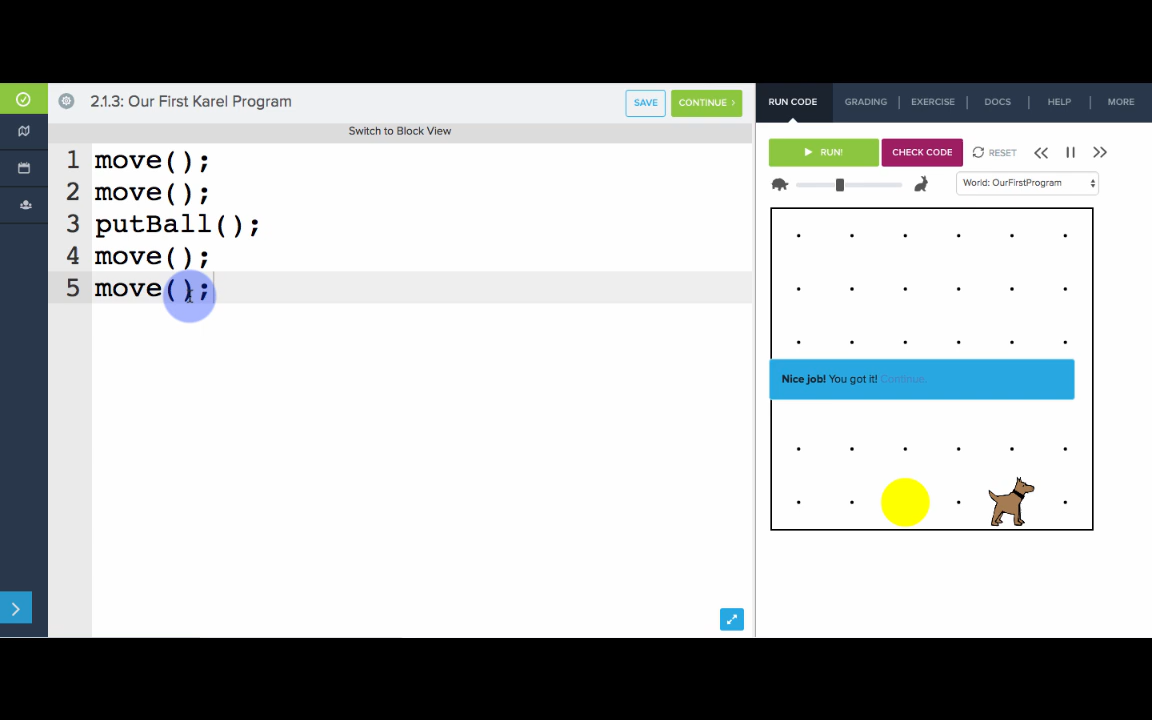 2.1.3: Our First Karel Program
SAVE
CONTINUE ›
Switch to Block View
1 move();
2 move();
3 putBall();
4 move();
5 move();
RUN CODE
GRADING
EXERCISE
DOCS
HELP
MORE
RUN!
CHECK CODE
RESET
World: OurFirstProgram
Nice job! You got it! Continue.